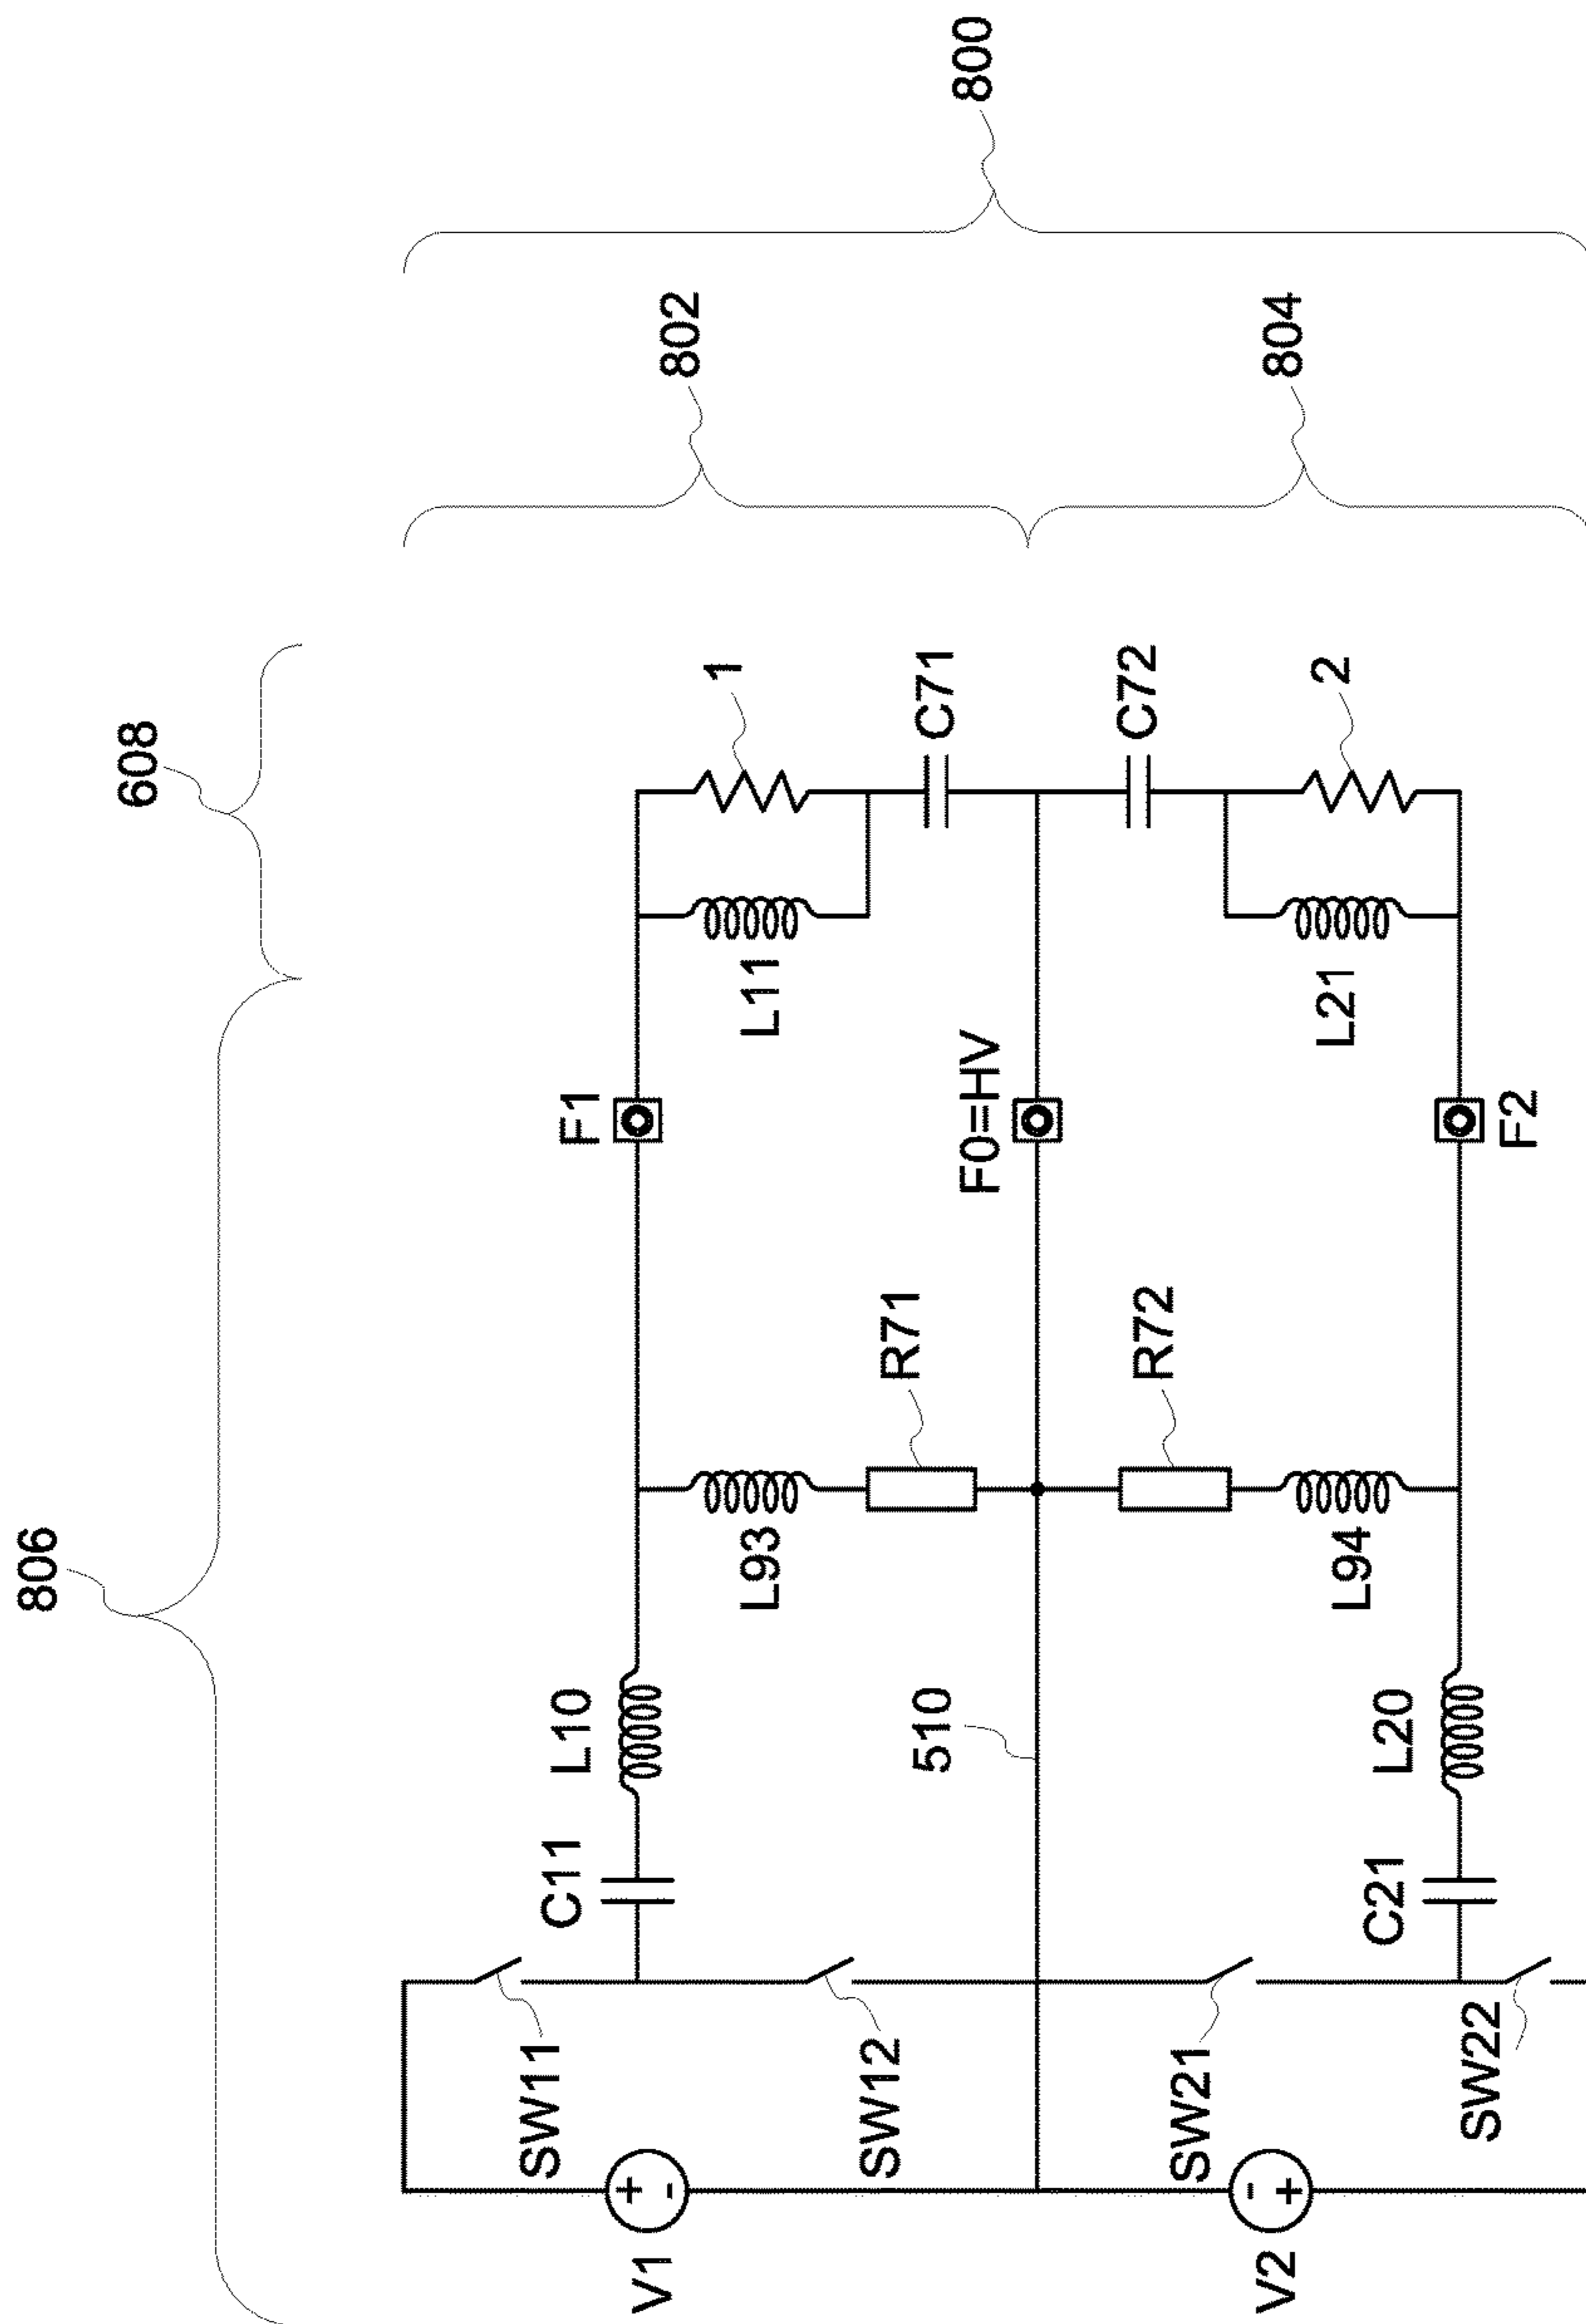 806
608
800
802
804
F1
L11
1
C71
F0=HV
C72
F2
L21
2
L10
C11
L93
R71
510
R72
L94
L20
C21
SW11
SW12
SW21
SW22
V1
+
-
V2
-
+